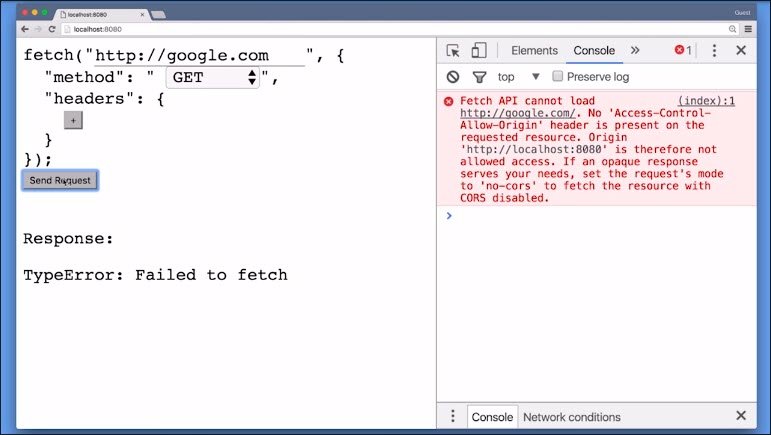 localhost:8080
Guest
localhost:8080
fetch("http://google.com ", {
"method": " GET ",
"headers": {
+
}
});
Send Request
Response:
TypeError: Failed to fetch
Elements Console » 1
top Preserve log
Fetch API cannot load (index):1
http://google.com/. No 'Access-Control-
Allow-Origin' header is present on the
requested resource. Origin
'http://localhost:8080' is therefore not
allowed access. If an opaque response
serves your needs, set the request's mode
to 'no-cors' to fetch the resource with
CORS disabled.
>
Console Network conditions